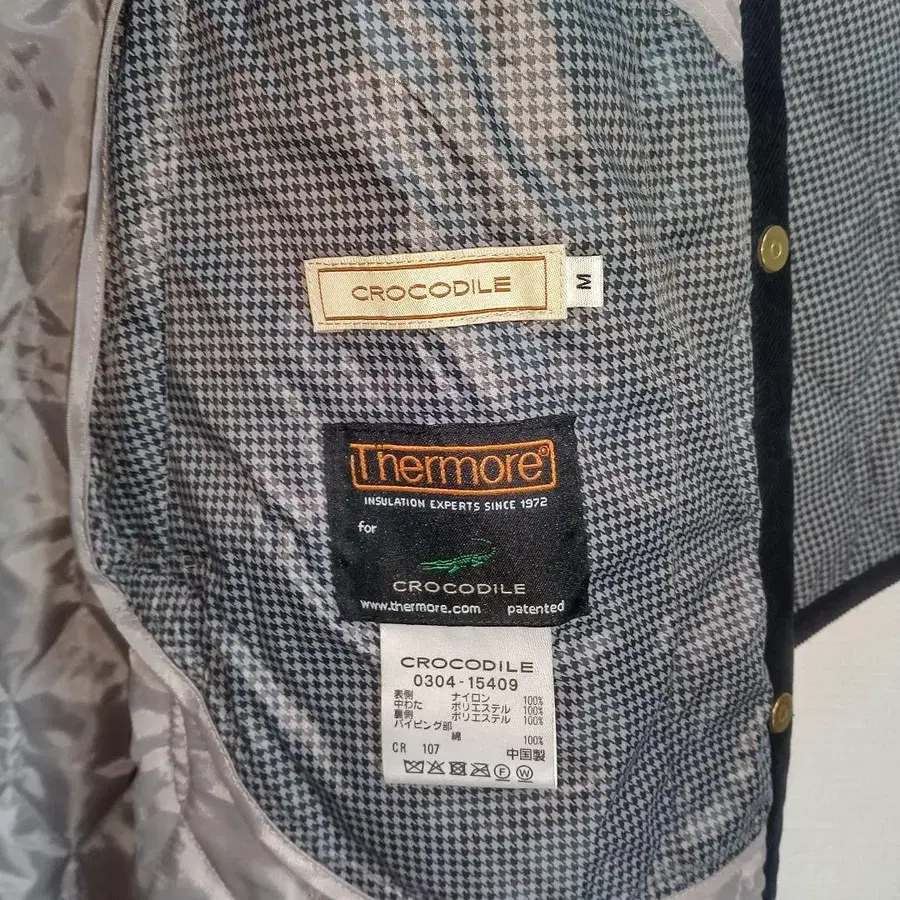 CROCODILE
M
Thermore®
INSULATION EXPERTS SINCE 1972
for
CROCODILE
www.thermore.com patented
CROCODILE
0304-15409
表側 ナイロン 100%
中わた ポリエステル 100%
裏側 ポリエステル 100%
パイピング部
綿 100%
CR 107 中国製
F W